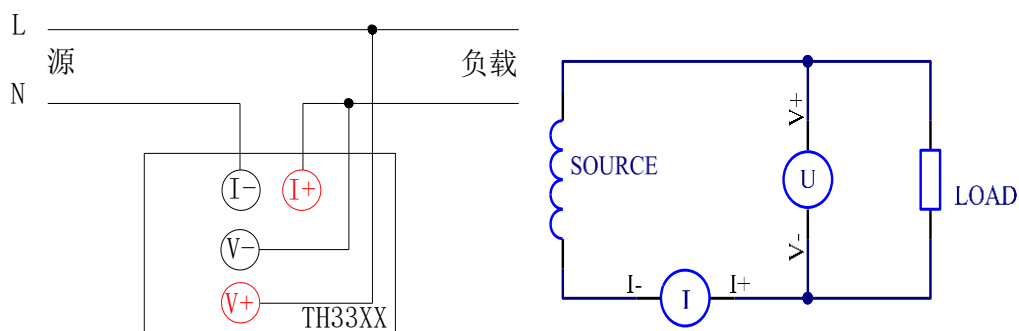 L
源 负载
N
I- I+
V-
V+
TH33XX
V+
SOURCE U LOAD
V-
I- I I+